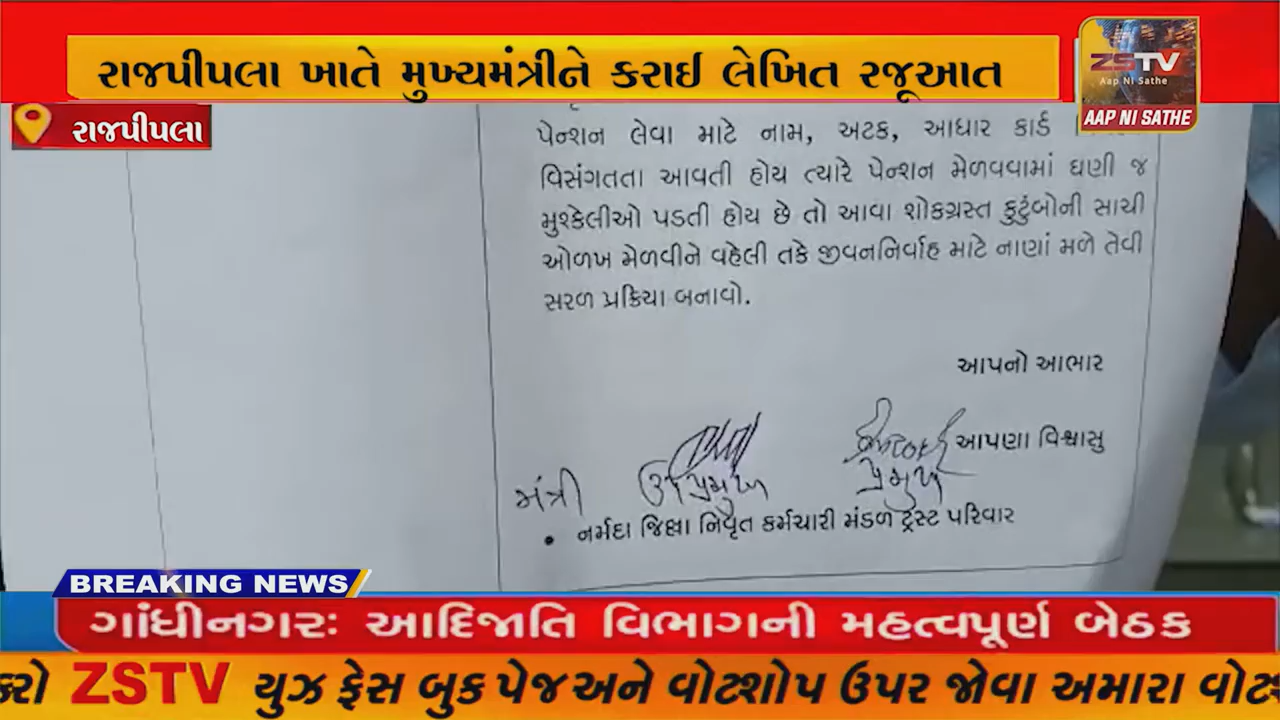 રાજપીપલા ખાતે મુખ્યમંત્રીને કરાઈ લેખિત રજૂઆત
ZSTV
Aap Ni Sathe
AAP NI SATHE
રાજપીપલા
પેન્શન લેવા માટે નામ, અટક, આધાર કાર્ડ
વિસંગતતા આવતી હોય ત્યારે પેન્શન મેળવવામાં ઘણી જ
મુશ્કેલીઓ પડતી હોય છે તો આવા શોકગ્રસ્ત કુટુંબોની સાચી
ઓળખ મેળવીને વહેલી તકે જીવનનિર્વાહ માટે નાણાં મળે તેવી
સરળ પ્રક્રિયા બનાવો.
આપનો આભાર
આપણા વિશ્વાસુ
મંત્રી ઉપપ્રમુખ પ્રમુખ
• નર્મદા જિલ્લા નિવૃત કર્મચારી મંડળ ટ્રસ્ટ પરિવાર
BREAKING NEWS
ગાંધીનગરઃ આદિજાતિ વિભાગની મહત્વપૂર્ણ બેઠક
કરો ZSTV યુઝ ફેસ બુક પેજ અને વોટશોપ ઉપર જોવા અમારા વોટ